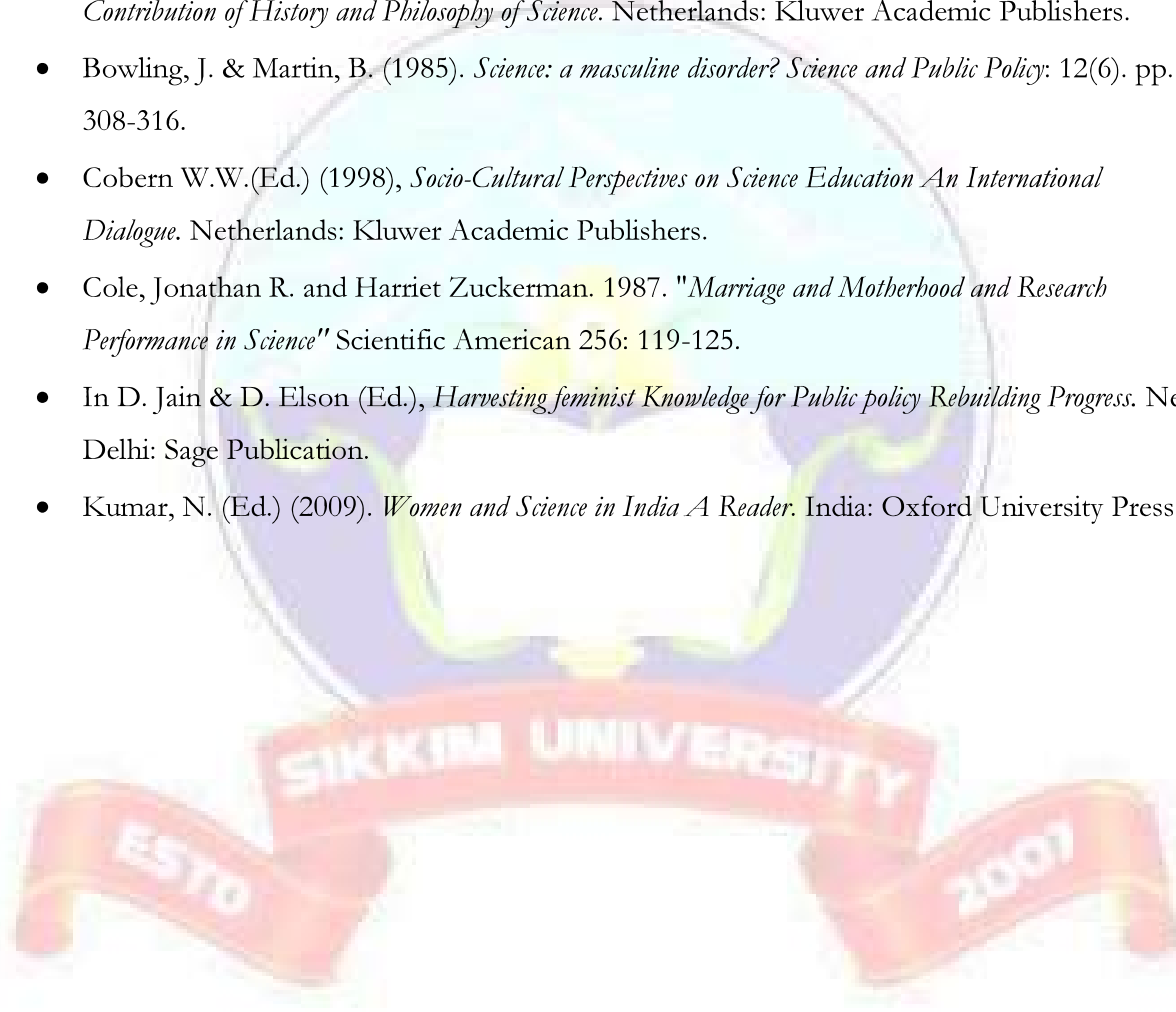 Contribution of History and Philosophy of Science. Netherlands: Kluwer Academic Publishers.
• Bowling, J. & Martin, B. (1985). Science: a masculine disorder? Science and Public Policy: 12(6). pp.
308-316.
• Cobern W.W.(Ed.) (1998), Socio-Cultural Perspectives on Science Education An International
Dialogue. Netherlands: Kluwer Academic Publishers.
• Cole, Jonathan R. and Harriet Zuckerman. 1987. "Marriage and Motherhood and Research
Performance in Science" Scientific American 256: 119-125.
• In D. Jain & D. Elson (Ed.), Harvesting feminist Knowledge for Public policy Rebuilding Progress. Ne
Delhi: Sage Publication.
• Kumar, N. (Ed.) (2009). Women and Science in India A Reader. India: Oxford University Press
SIKKIM UNIVERSITY
ESTD 2007